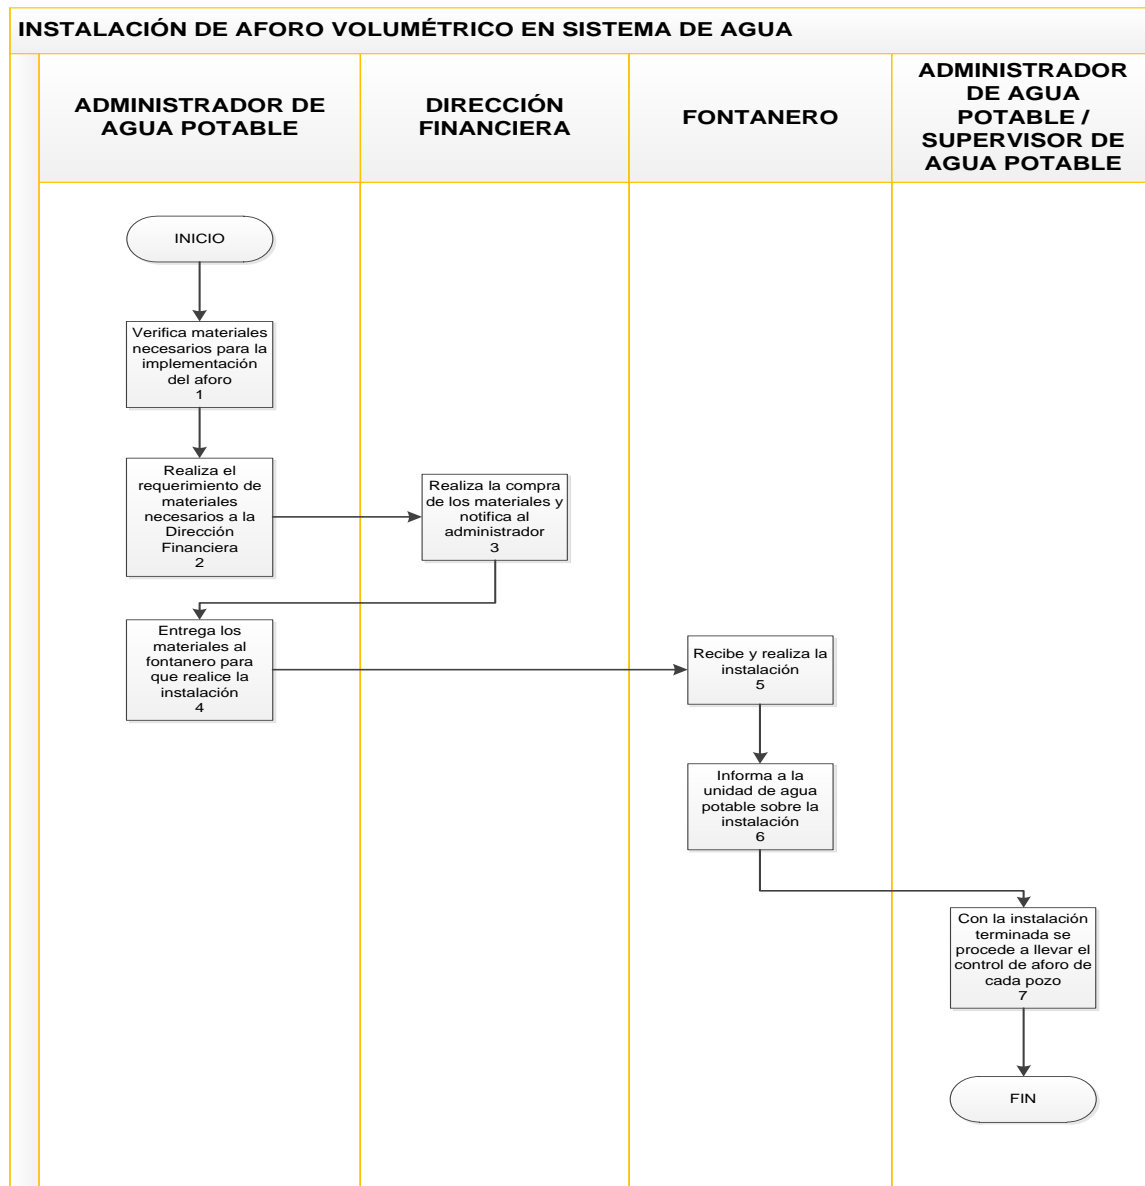 INSTALACIÓN DE AFORO VOLUMÉTRICO EN SISTEMA DE AGUA
ADMINISTRADOR DE
AGUA POTABLE
DIRECCIÓN
FINANCIERA
FONTANERO
ADMINISTRADOR
DE AGUA
POTABLE /
SUPERVISOR DE
AGUA POTABLE
INICIO
Verifica materiales
necesarios para la
implementación
del aforo
1
Realiza el
requerimiento de
materiales
necesarios a la
Dirección
Financiera
2
Realiza la compra
de los materiales y
notifica al
administrador
3
Entrega los
materiales al
fontanero para
que realice la
instalación
4
Recibe y realiza la
instalación
5
Informa a la
unidad de agua
potable sobre la
instalación
6
Con la instalación
terminada se
procede a llevar el
control de aforo de
cada pozo
7
FIN